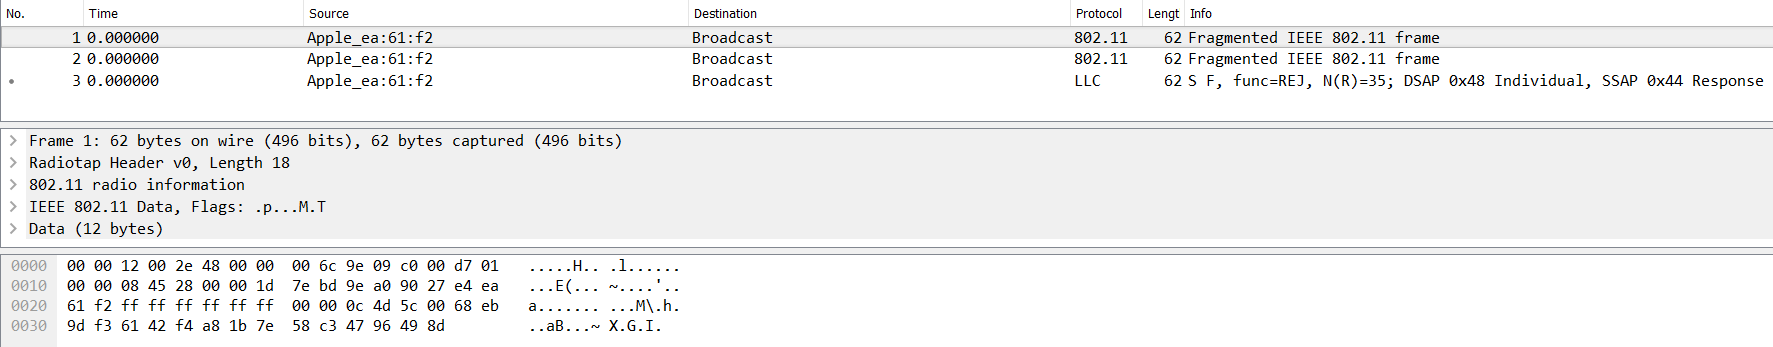 No. Time Source Destination Protocol Lengt Info
1 0.000000 Apple_ea:61:f2 Broadcast 802.11 62 Fragmented IEEE 802.11 frame
2 0.000000 Apple_ea:61:f2 Broadcast 802.11 62 Fragmented IEEE 802.11 frame
3 0.000000 Apple_ea:61:f2 Broadcast LLC 62 S F, func=REJ, N(R)=35; DSAP 0x48 Individual, SSAP 0x44 Response
Frame 1: 62 bytes on wire (496 bits), 62 bytes captured (496 bits)
Radiotap Header v0, Length 18
802.11 radio information
IEEE 802.11 Data, Flags: .p...M.T
Data (12 bytes)
0000 00 00 12 00 2e 48 00 00 00 6c 9e 09 c0 00 d7 01 .....H.. .l......
0010 00 00 08 45 28 00 00 1d 7e bd 9e a0 90 27 e4 ea ...E(... ~....'..
0020 61 f2 ff ff ff ff ff ff 00 00 0c 4d 5c 00 68 eb a....... ...M\.h.
0030 9d f3 61 42 f4 a8 1b 7e 58 c3 47 96 49 8d ..aB...~ X.G.I.